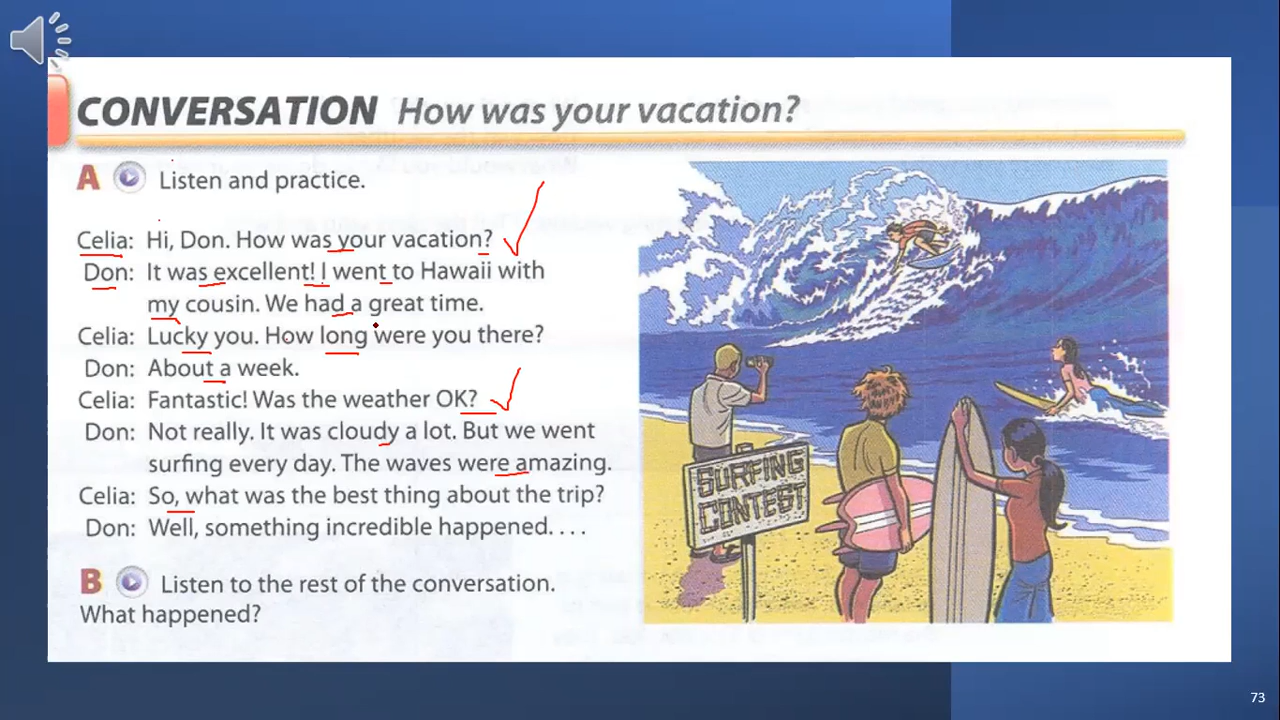 CONVERSATION How was your vacation?
A Listen and practice.
Celia: Hi, Don. How was your vacation?
Don: It was excellent! I went to Hawaii with
my cousin. We had a great time.
Celia: Lucky you. How long were you there?
Don: About a week.
Celia: Fantastic! Was the weather OK?
Don: Not really. It was cloudy a lot. But we went
surfing every day. The waves were amazing.
Celia: So, what was the best thing about the trip?
Don: Well, something incredible happened. . . .
B Listen to the rest of the conversation.
What happened?
SURFING
CONTEST
73